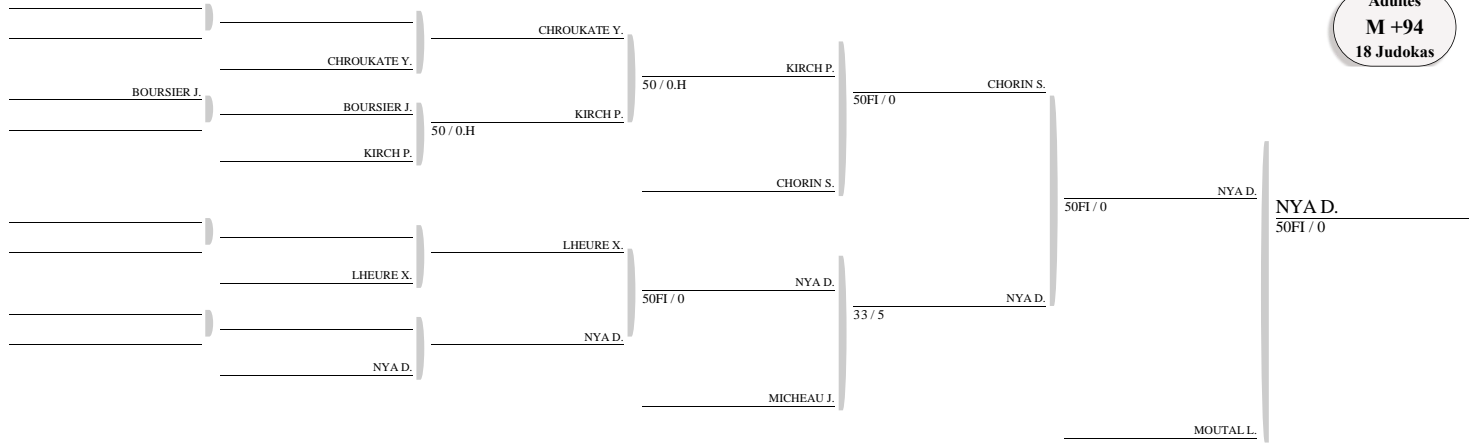 Adultes
M +94
18 Judokas
CHROUKATE Y.
CHROUKATE Y.
BOURSIER J.
BOURSIER J.
50 / 0.H
KIRCH P.
KIRCH P.
50 / 0.H
KIRCH P.
CHORIN S.
50FI / 0
CHORIN S.
LHEURE X.
LHEURE X.
NYA D.
NYA D.
50FI / 0
NYA D.
MICHEAU J.
33 / 5
NYA D.
50FI / 0
NYA D.
MOUTAL L.
NYA D.
50FI / 0